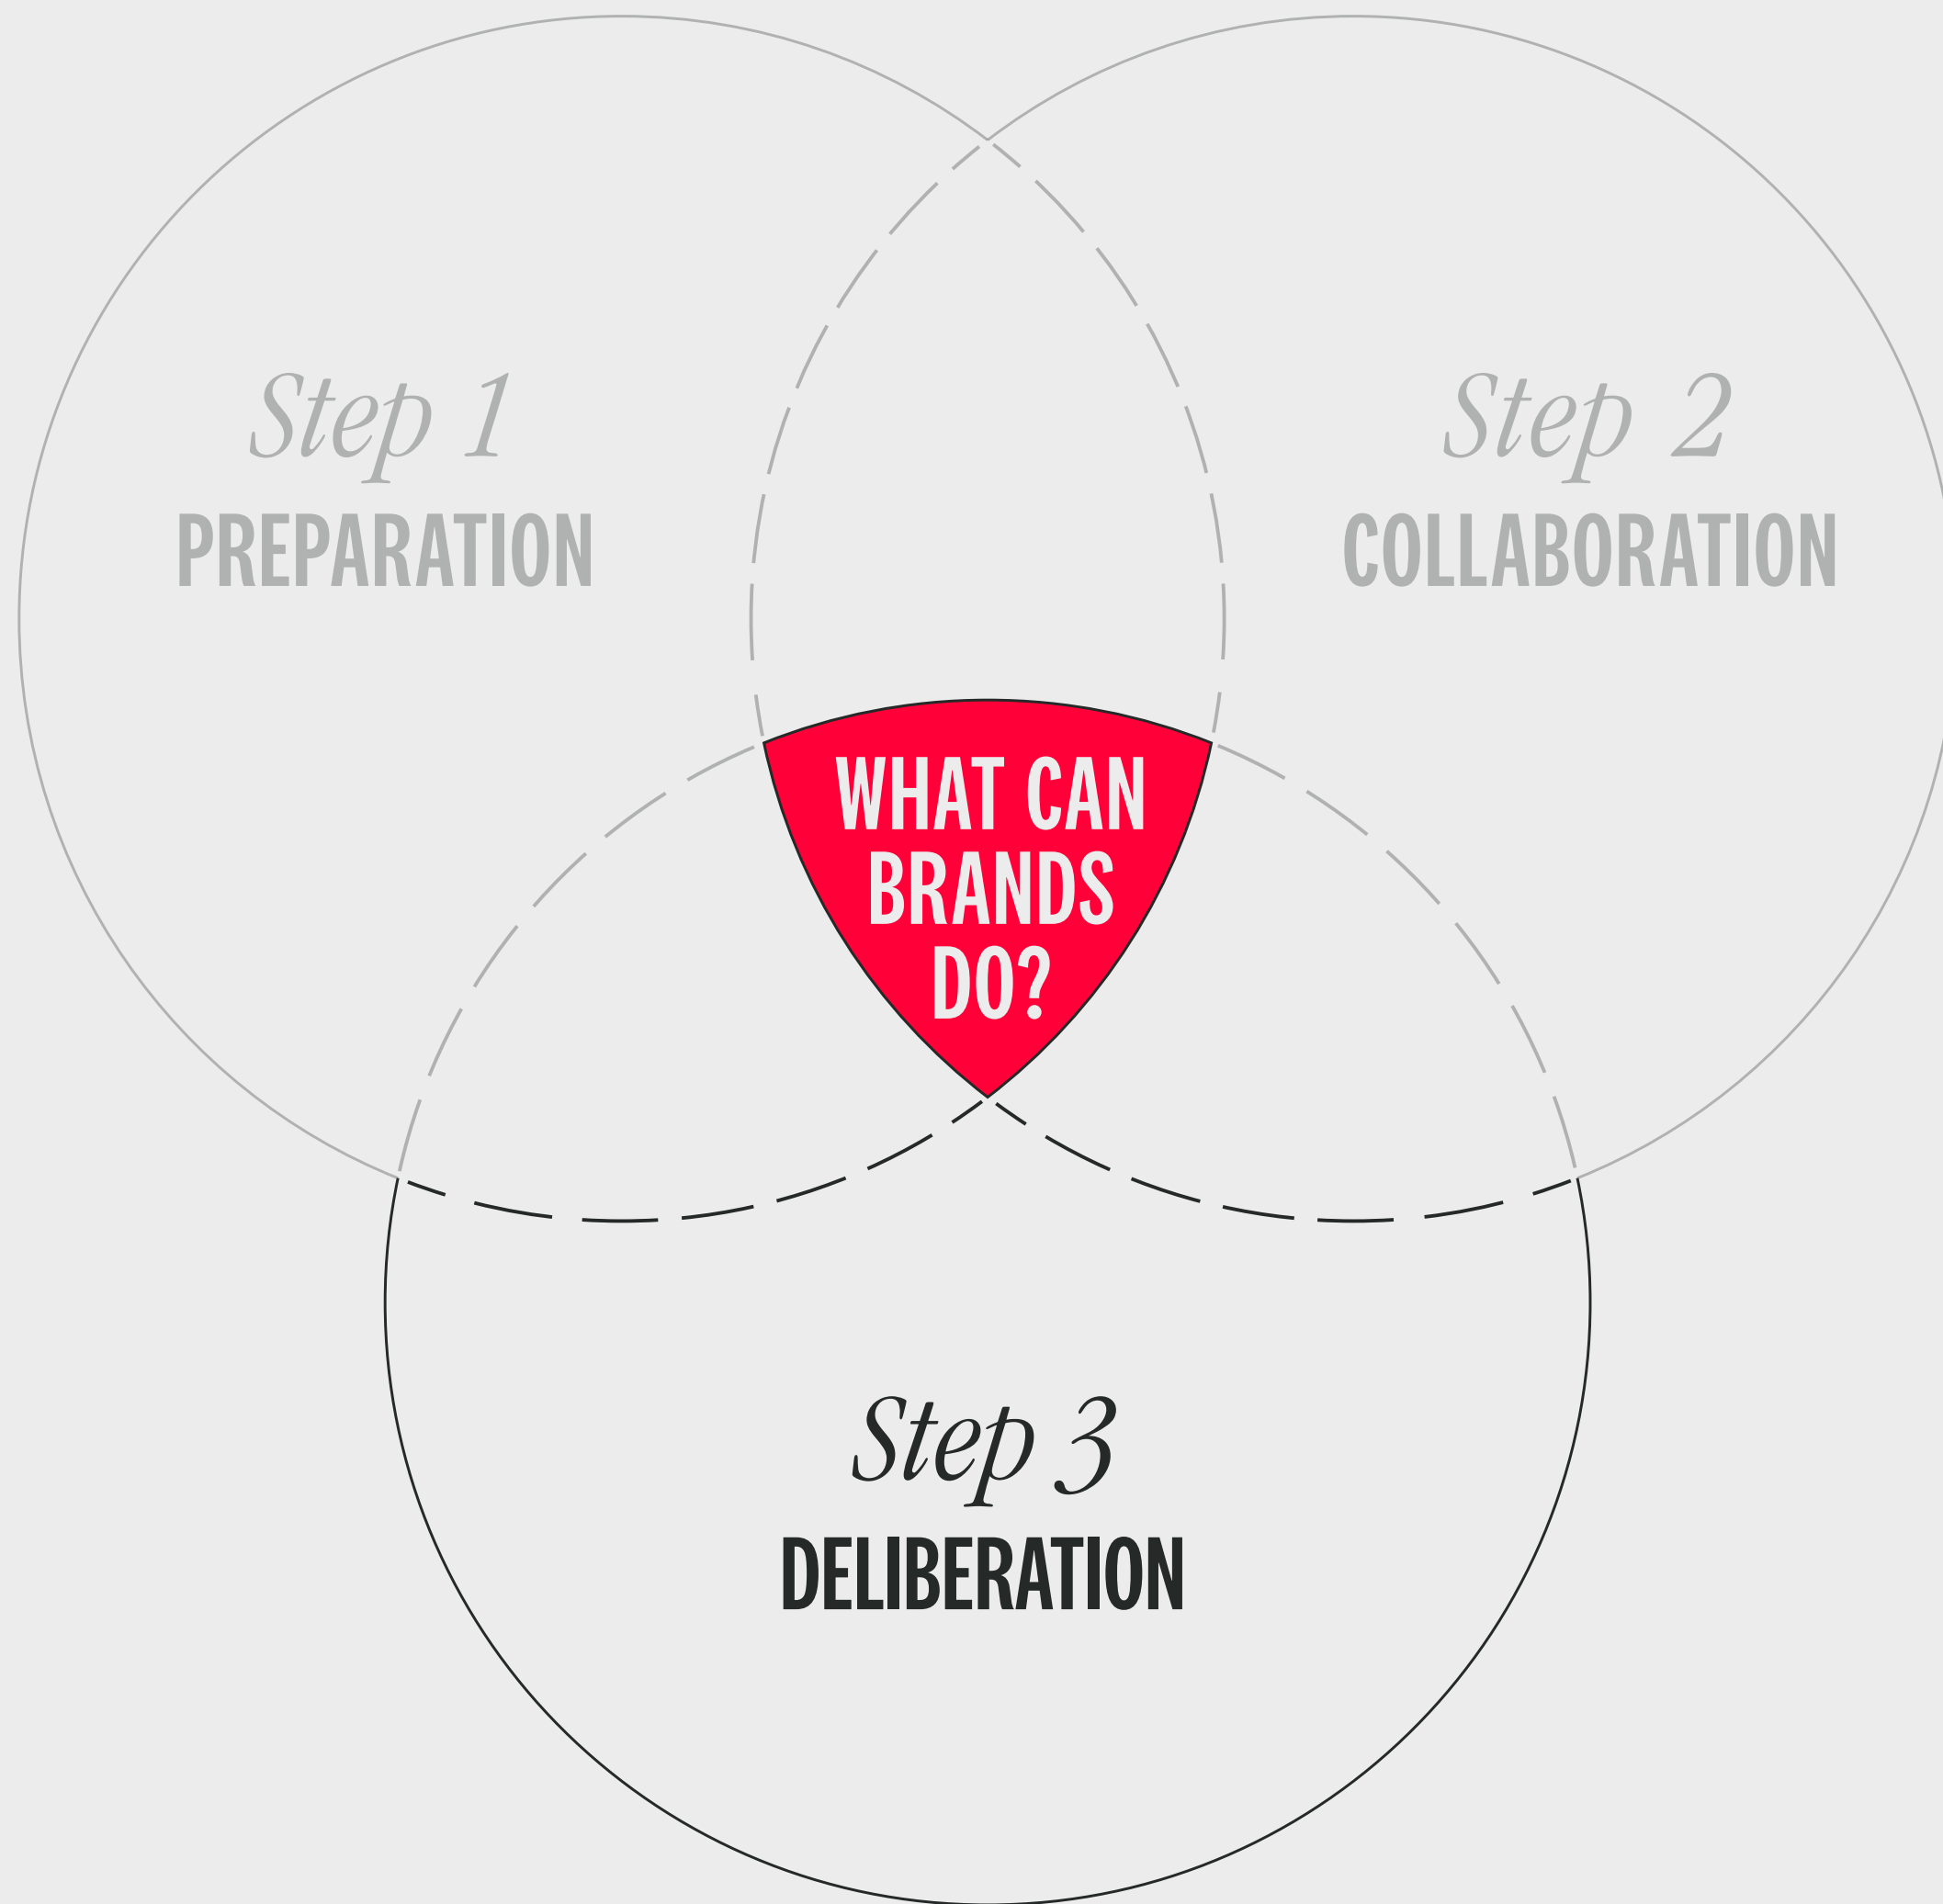 Step 1
PREPARATION
Step 2
COLLABORATION
WHAT CAN
BRANDS
DO?
Step 3
DELIBERATION